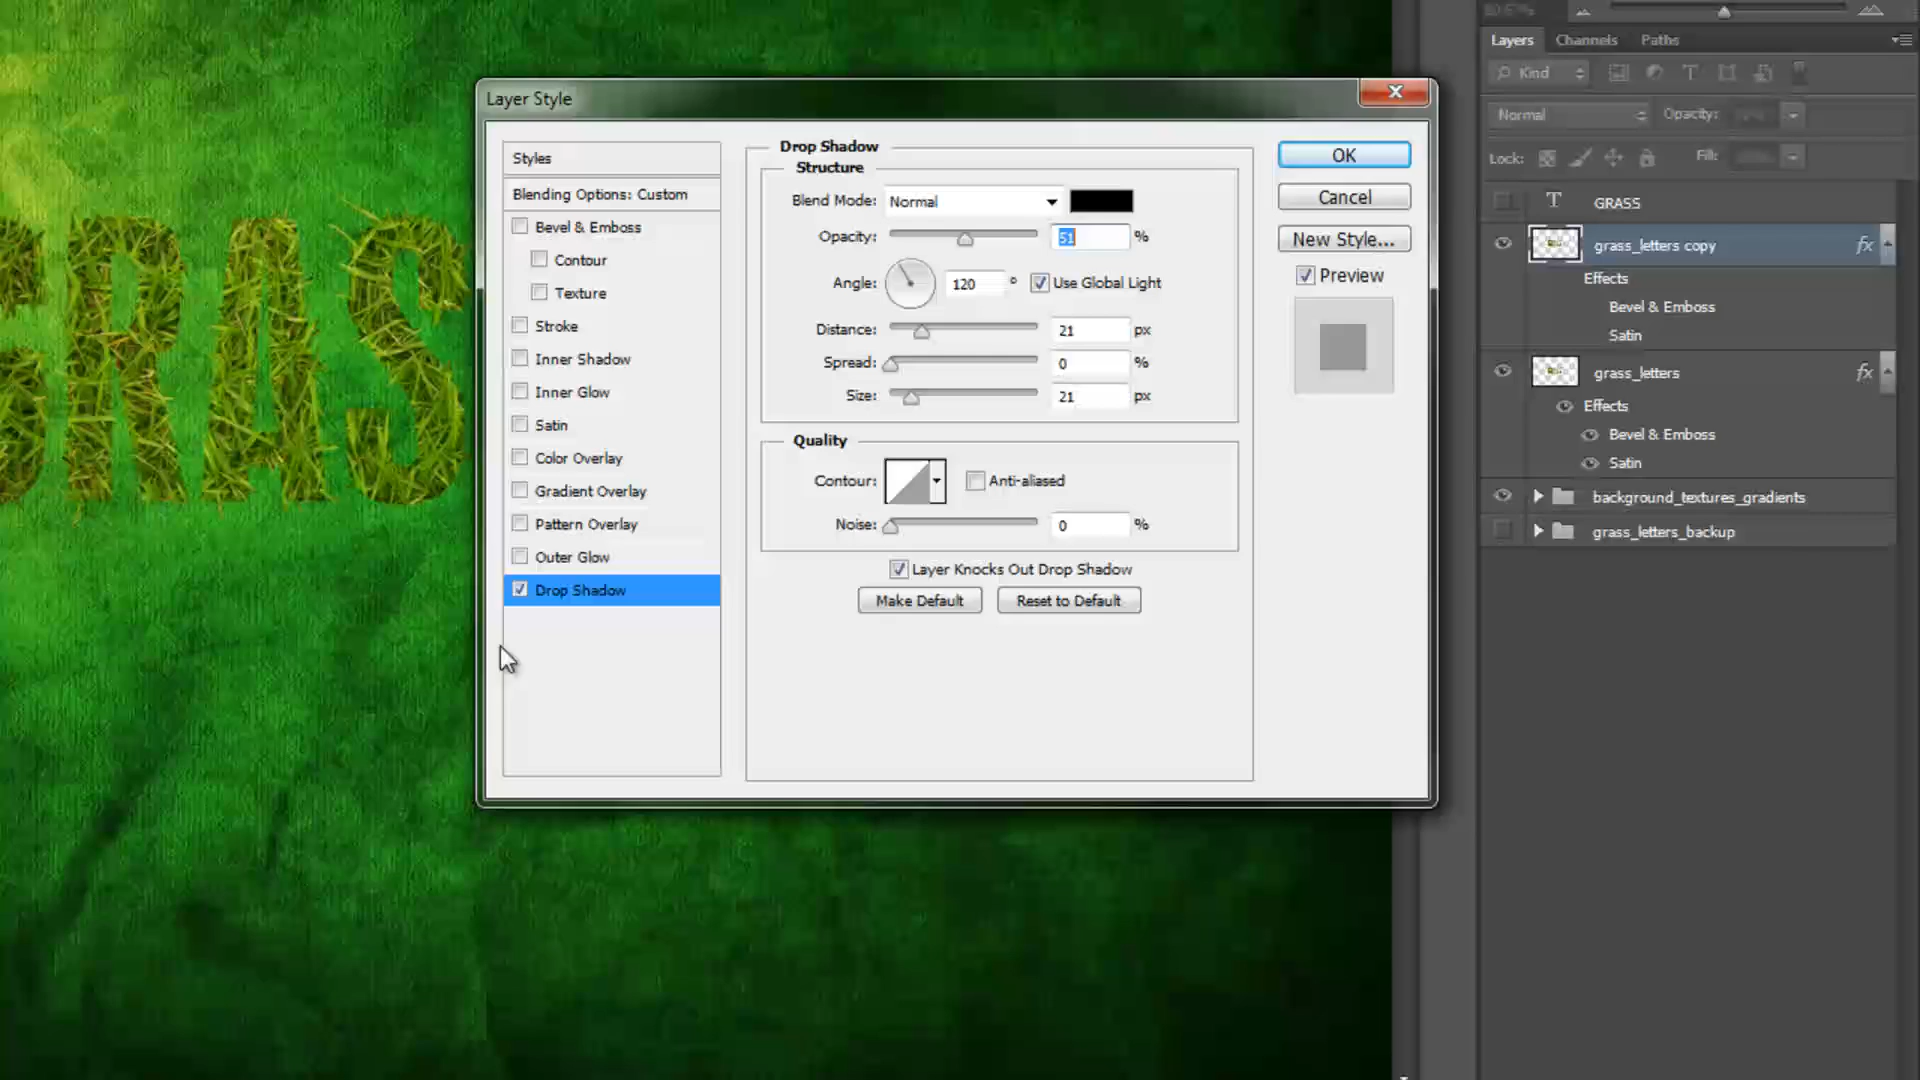 GRAS
Layer Style
Styles
Blending Options: Custom
Bevel & Emboss
Contour
Texture
Stroke
Inner Shadow
Inner Glow
Satin
Color Overlay
Gradient Overlay
Pattern Overlay
Outer Glow
Drop Shadow
Drop Shadow
Structure
Blend Mode: Normal
Opacity: 51 %
Angle: 120 ° Use Global Light
Distance: 21 px
Spread: 0 %
Size: 21 px
Quality
Contour: Anti-aliased
Noise: 0 %
Layer Knocks Out Drop Shadow
Make Default Reset to Default
OK
Cancel
New Style...
Preview
Layers Channels Paths
Kind
Normal Opacity:
Lock: Fill:
T GRASS
grass_letters copy fx
Effects
Bevel & Emboss
Satin
grass_letters fx
Effects
Bevel & Emboss
Satin
background_textures_gradients
grass_letters_backup